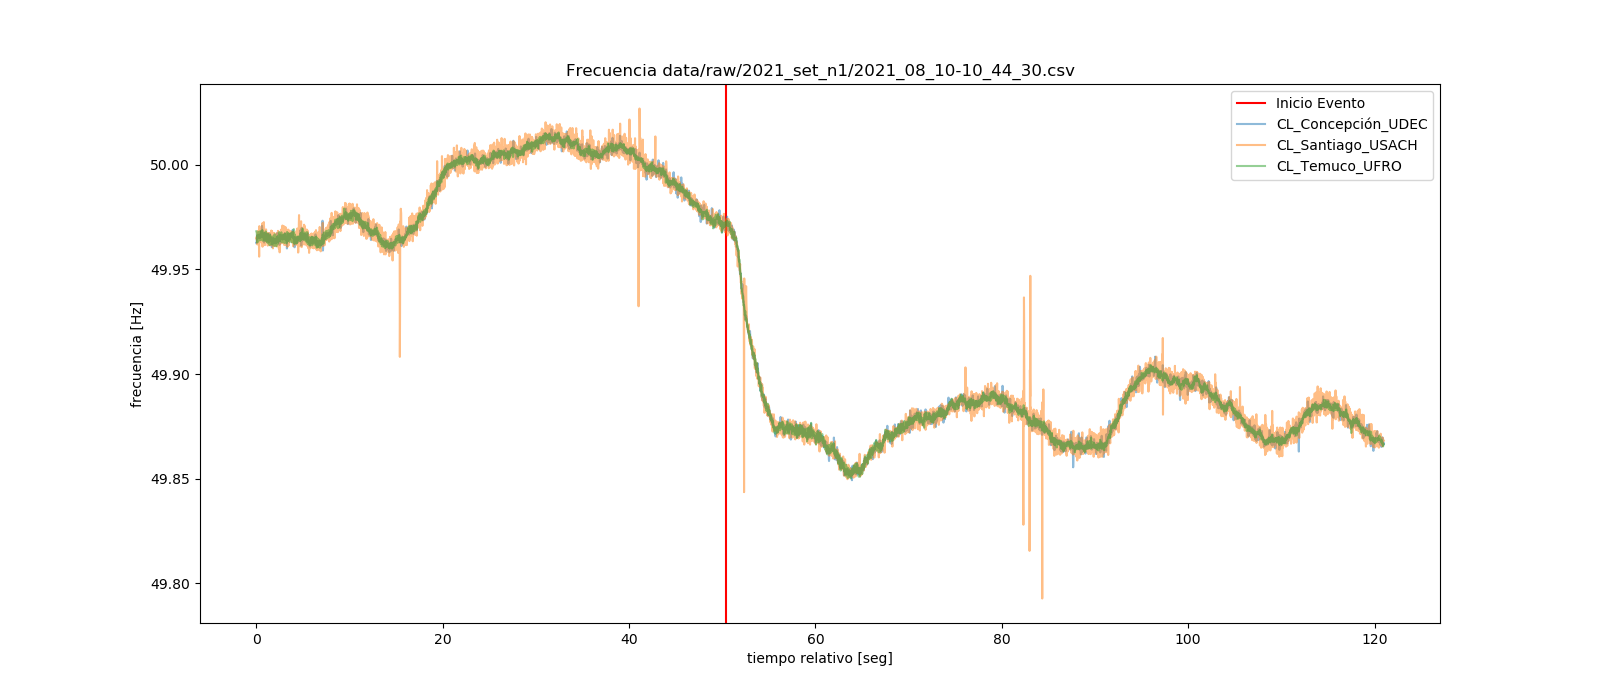 Frecuencia data/raw/2021_set_n1/2021_08_10-10_44_30.csv
Inicio Evento
CL_Concepción_UDEC
CL_Santiago_USACH
CL_Temuco_UFRO
frecuencia [Hz]
50.00
49.95
49.90
49.85
49.80
0 20 40 60 80 100 120
tiempo relativo [seg]